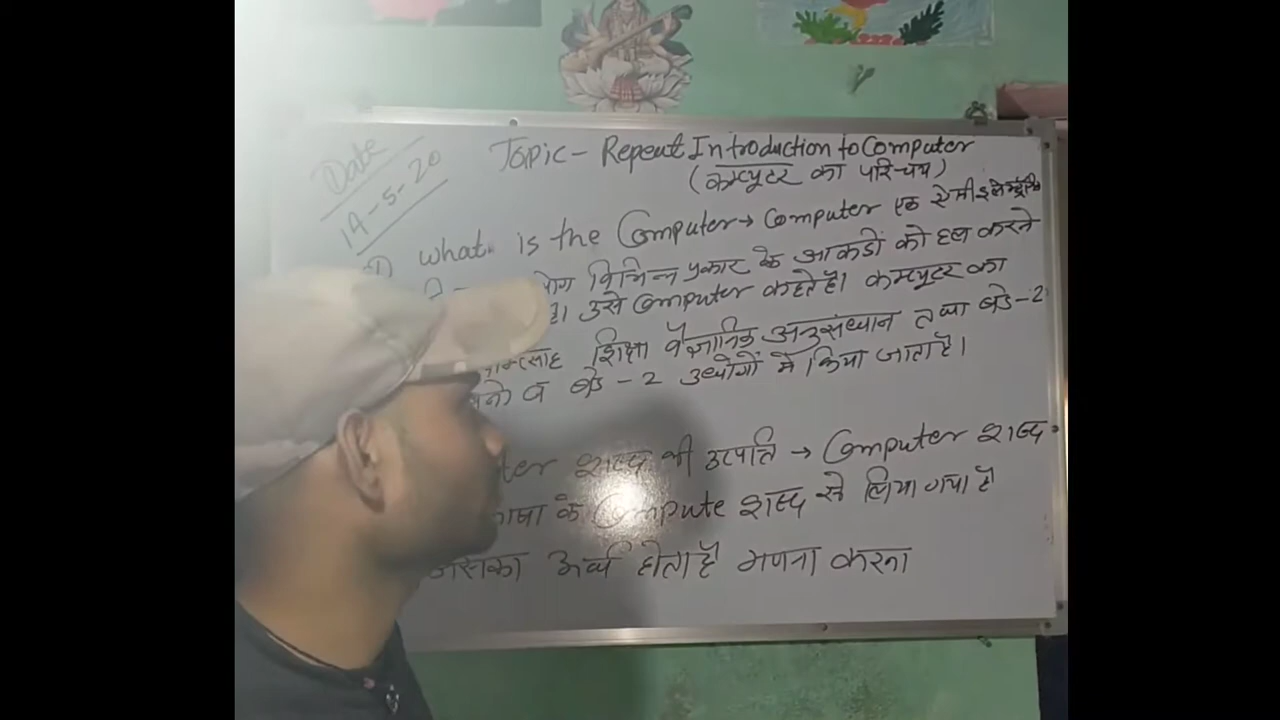 Date
14-5-20
Topic - Repeat Introduction to Computer
(कम्प्यूटर का परिचय)
What is the Computer → Computer एक ऐसी
विभिन्न प्रकार के आकडों को हल करने
है। उसे Computer कहते है। कम्प्यूटर का
शिक्षा वैज्ञानिक अनुसंध्यान तथा बडे-2
व बडे-2 उद्योगों में किया जाता है।
शब्द की उत्पति → Computer शब्द
के Compute शब्द से लिया गया है
अर्थ होता है गणना करना